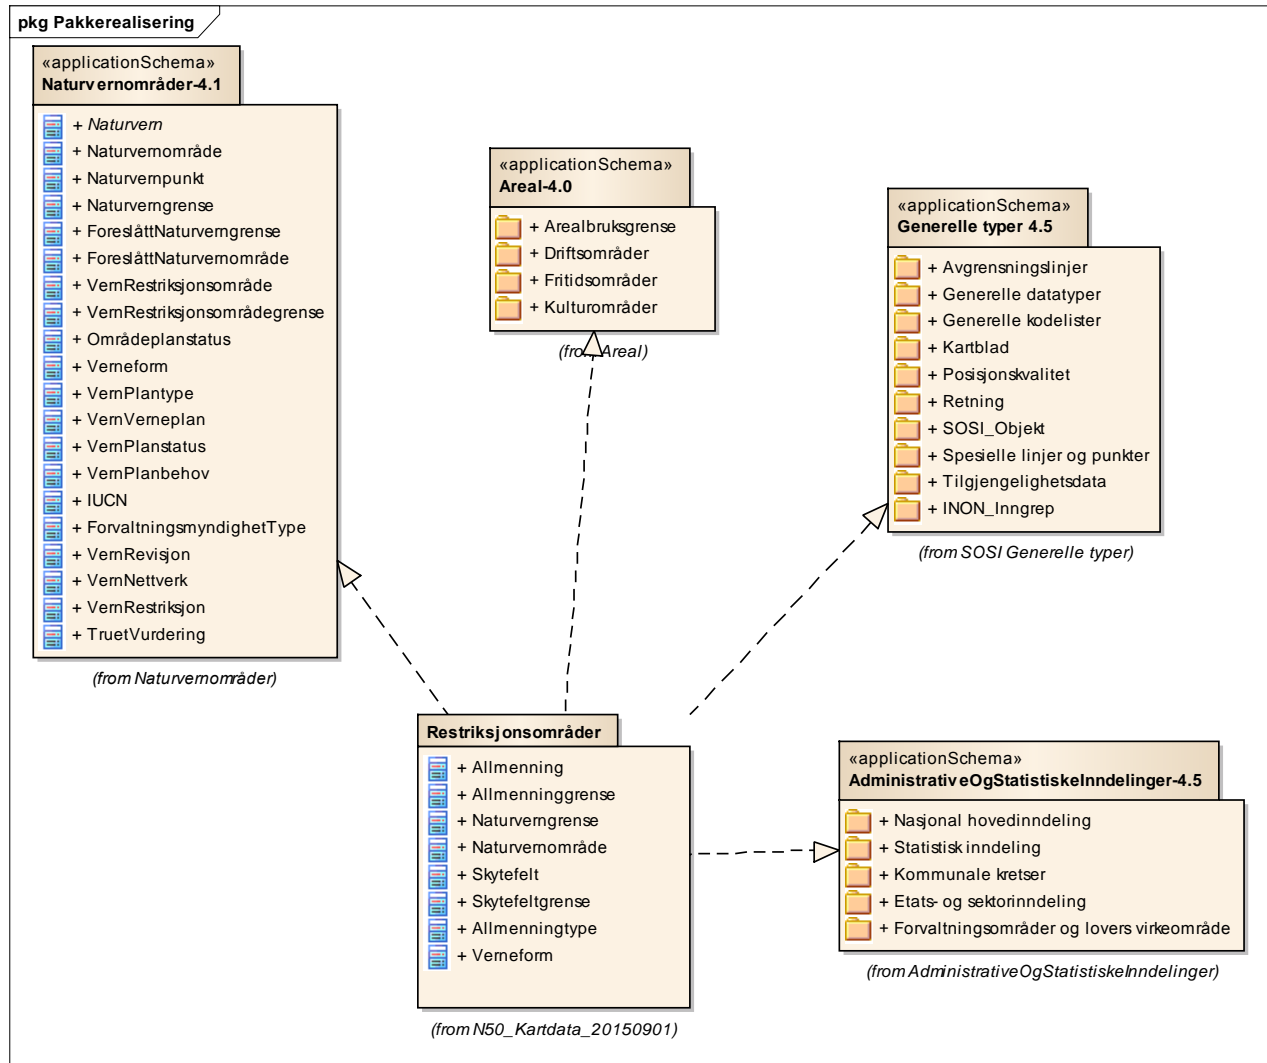 pkg Pakkerealisering
«applicationSchema»
Naturvernområder-4.1
+ Naturvern
+ Naturvernområde
+ Naturvernpunkt
+ Naturverngrense
+ ForeslåttNaturverngrense
+ ForeslåttNaturvernområde
+ VernRestriksjonsområde
+ VernRestriksjonsområdegrense
+ Områdeplanstatus
+ Verneform
+ VernPlantype
+ VernVerneplan
+ VernPlanstatus
+ VernPlanbehov
+ IUCN
+ ForvaltningsmyndighetType
+ VernRevisjon
+ VernNettverk
+ VernRestriksjon
+ TruetVurdering
(from Naturvernområder)
«applicationSchema»
Areal-4.0
+ Arealbruksgrense
+ Driftsområder
+ Fritidsområder
+ Kulturområder
(from Areal)
«applicationSchema»
Generelle typer 4.5
+ Avgrensningslinjer
+ Generelle datatyper
+ Generelle kodelister
+ Kartblad
+ Posisjonskvalitet
+ Retning
+ SOSI_Objekt
+ Spesielle linjer og punkter
+ Tilgjengelighetsdata
+ INON_Inngrep
(from SOSI Generelle typer)
Restriksjonsområder
+ Allmenning
+ Allmenninggrense
+ Naturverngrense
+ Naturvernområde
+ Skytefelt
+ Skytefeltgrense
+ Allmenningtype
+ Verneform
(from N50_Kartdata_20150901)
«applicationSchema»
AdministrativeOgStatistiskeInndelinger-4.5
+ Nasjonal hovedinndeling
+ Statistisk inndeling
+ Kommunale kretser
+ Etats- og sektorinndeling
+ Forvaltningsområder og lovers virkeområde
(from AdministrativeOgStatistiskeInndelinger)